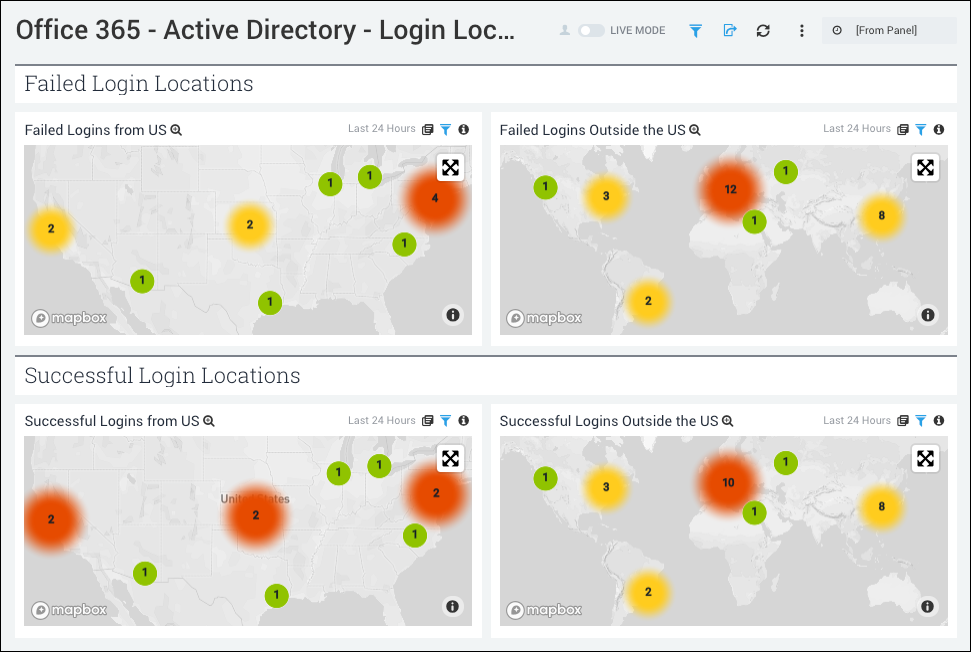 Office 365 - Active Directory - Login Loc...
LIVE MODE
[From Panel]
Failed Login Locations
Failed Logins from US
Last 24 Hours
1
1
4
2
2
1
1
1
mapbox
Failed Logins Outside the US
Last 24 Hours
1
1
3
12
1
8
2
mapbox
Successful Login Locations
Successful Logins from US
Last 24 Hours
1
1
2
United States
2
2
1
1
1
mapbox
Successful Logins Outside the US
Last 24 Hours
1
1
3
10
1
8
2
mapbox